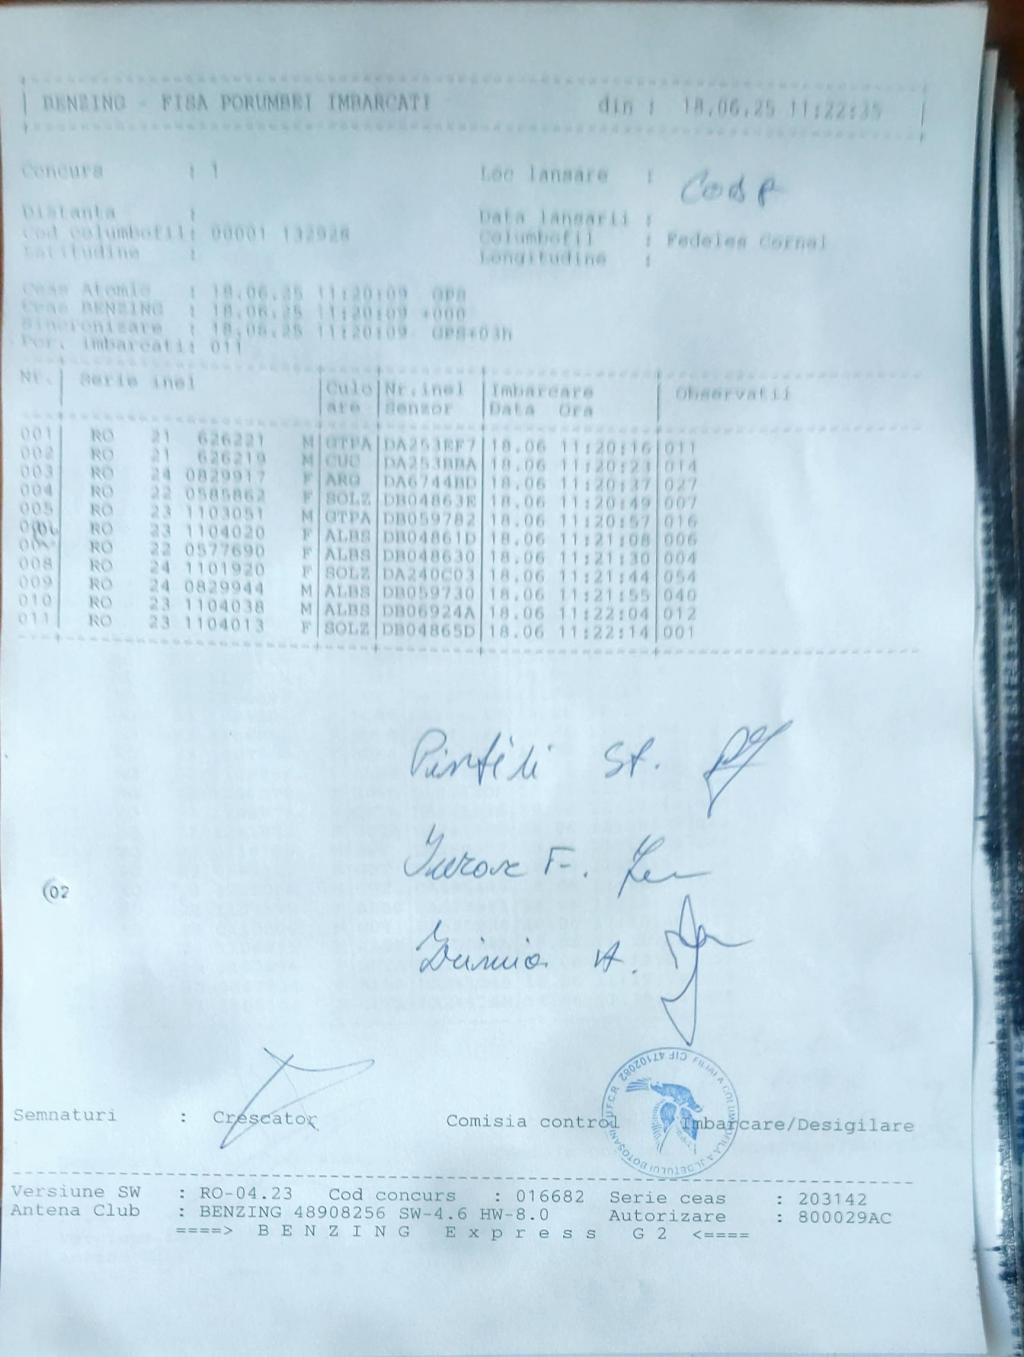 BENZING - FISA PORUMBEI IMBARCATI din : 18.06.25 11:22:35
Concurs : 1 Loc lansare :
Distanta : Data lansarii :
Cod columbofil: 00001 132928 Columbofil : Fedeles Cornel
Latitudine : Longitudine :
Ceas Atomic : 18.06.25 11:20:09 GPS
Ceas BENZING : 18.06.25 11:20:09 +000
Sincronizare : 18.06.25 11:20:09 GPS+03h
Por. imbarcati: 011
Nr. Serie inel Culo Nr.inel Imbarcare Observatii
are Senzor Data Ora
001 RO 21 626221 M GTPA DA253EF7 18.06 11:20:16 011
002 RO 21 626219 M CUC DA253BBA 18.06 11:20:23 014
003 RO 24 0829917 F ARG DA6744BD 18.06 11:20:37 027
004 RO 22 0585862 F SOLZ DB04863E 18.06 11:20:49 007
005 RO 23 1103051 M GTPA DB059782 18.06 11:20:57 016
RO 23 1104020 F ALBS DB04861D 18.06 11:21:08 006
RO 22 0577690 F ALBS DB048630 18.06 11:21:30 004
008 RO 24 1101920 F SOLZ DA240C03 18.06 11:21:44 054
009 RO 24 0829944 M ALBS DB059730 18.06 11:21:55 040
010 RO 23 1104038 M ALBS DB06924A 18.06 11:22:04 012
011 RO 23 1104013 F SOLZ DB04865D 18.06 11:22:14 001
St.
F.
(02
A.
U.F.C.R. CIF 47102082 FILIALA COLUMBOFILA JUDETULUI BOTOSANI
Semnaturi : Crescator Comisia control Imbarcare/Desigilare
Versiune SW : RO-04.23 Cod concurs : 016682 Serie ceas : 203142
Antena Club : BENZING 48908256 SW-4.6 HW-8.0 Autorizare : 800029AC
====> B E N Z I N G E x p r e s s G 2 <====